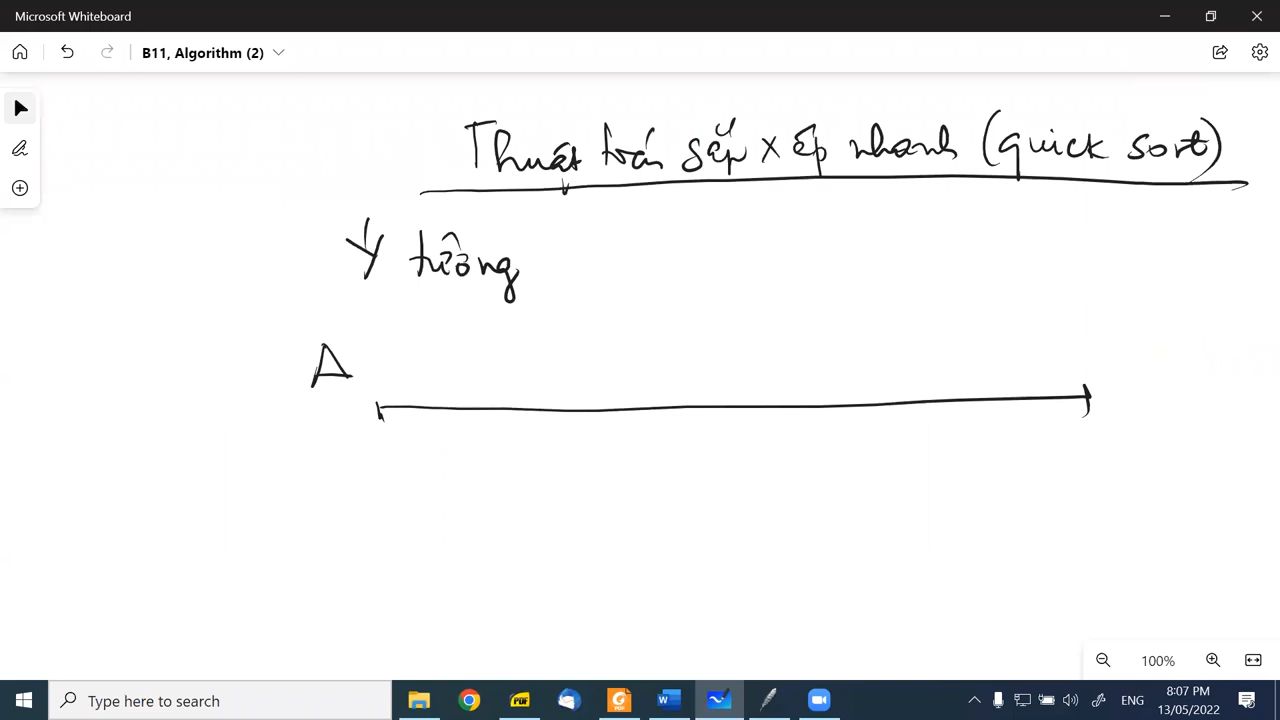 Microsoft Whiteboard
B11, Algorithm (2)
Thuật toán sắp xếp nhanh (quick sort)
Ý tưởng
A
100%
Type here to search
ENG
8:07 PM
13/05/2022